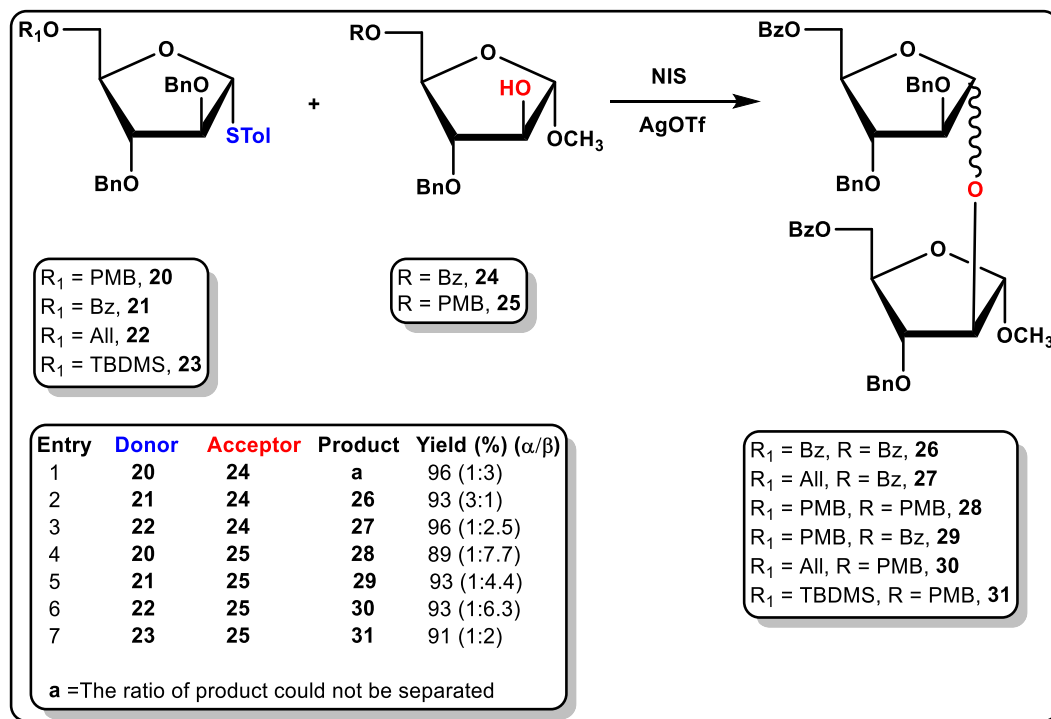 R₁O
O
BnO
STol
BnO
+
RO
O
HO
OCH₃
BnO
NIS
AgOTf
BzO
O
BnO
BnO
O
BzO
O
OCH₃
BnO
R₁ = PMB, 20
R₁ = Bz, 21
R₁ = All, 22
R₁ = TBDMS, 23
R = Bz, 24
R = PMB, 25
Entry Donor Acceptor Product Yield (%) (α/β)
1 20 24 a 96 (1:3)
2 21 24 26 93 (3:1)
3 22 24 27 96 (1:2.5)
4 20 25 28 89 (1:7.7)
5 21 25 29 93 (1:4.4)
6 22 25 30 93 (1:6.3)
7 23 25 31 91 (1:2)
a =The ratio of product could not be separated
R₁ = Bz, R = Bz, 26
R₁ = All, R = Bz, 27
R₁ = PMB, R = PMB, 28
R₁ = PMB, R = Bz, 29
R₁ = All, R = PMB, 30
R₁ = TBDMS, R = PMB, 31